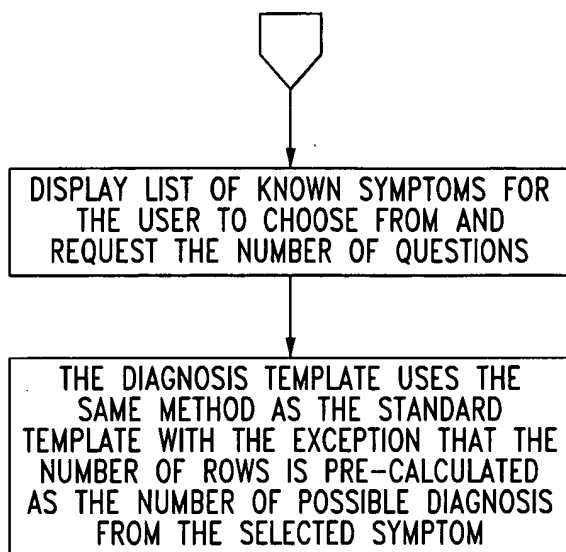 DISPLAY LIST OF KNOWN SYMPTOMS FOR
THE USER TO CHOOSE FROM AND
REQUEST THE NUMBER OF QUESTIONS
THE DIAGNOSIS TEMPLATE USES THE
SAME METHOD AS THE STANDARD
TEMPLATE WITH THE EXCEPTION THAT THE
NUMBER OF ROWS IS PRE-CALCULATED
AS THE NUMBER OF POSSIBLE DIAGNOSIS
FROM THE SELECTED SYMPTOM